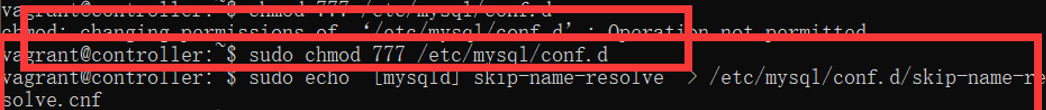 vagrant@controller:~$ chmod 777 /etc/mysql/conf.d
chmod: changing permissions of ‘/etc/mysql/conf.d’: Operation not permitted
vagrant@controller:~$ sudo chmod 777 /etc/mysql/conf.d
vagrant@controller:~$ sudo echo  [mysqld] skip-name-resolve  > /etc/mysql/conf.d/skip-name-re
solve.cnf